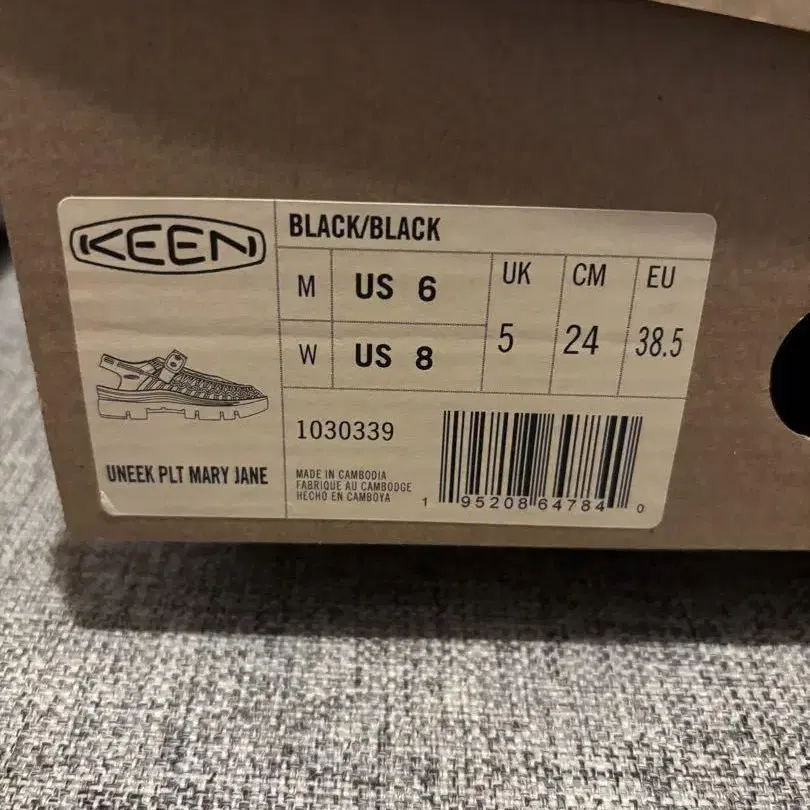 KEEN
BLACK/BLACK
M US 6
W US 8
UK CM EU
5 24 38.5
UNEEK PLT MARY JANE
1030339
MADE IN CAMBODIA
FABRIQUE AU CAMBODGE
HECHO EN CAMBOYA
1 95208 64784 0